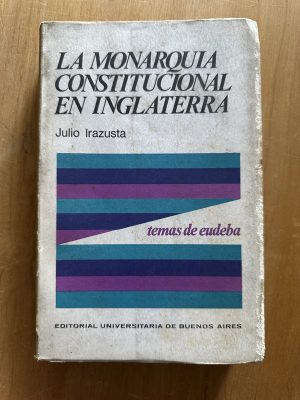 LA MONARQUIA
CONSTITUCIONAL
EN INGLATERRA
Julio Irazusta
temas de eudeba
EDITORIAL UNIVERSITARIA DE BUENOS AIRES